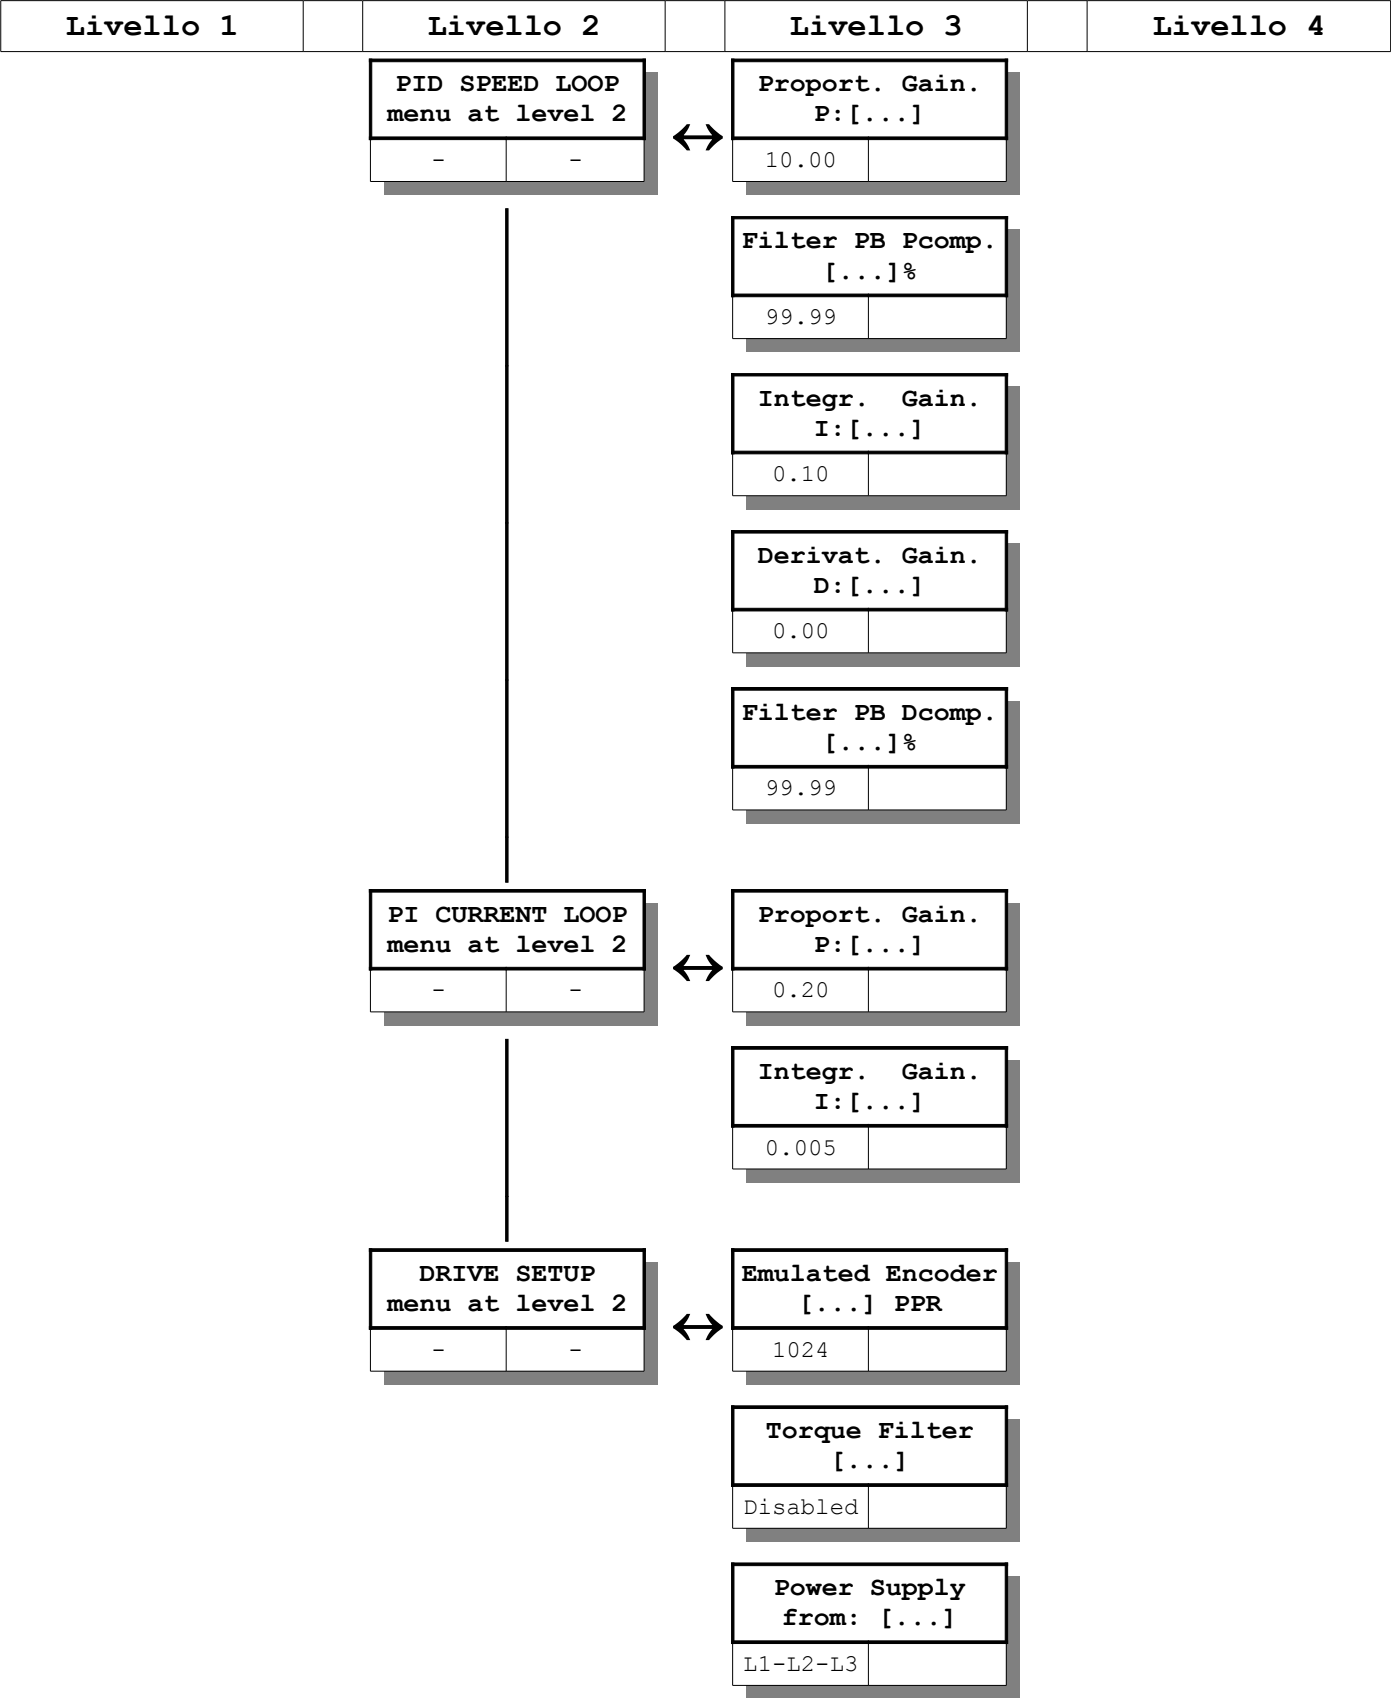 Livello 1 Livello 2 Livello 3 Livello 4
PID SPEED LOOP
menu at level 2
- -
Proport. Gain.
P:[...]
10.00
Filter PB Pcomp.
[...]%
99.99
Integr.  Gain.
I:[...]
0.10
Derivat. Gain.
D:[...]
0.00
Filter PB Dcomp.
[...]%
99.99
PI CURRENT LOOP
menu at level 2
- -
Proport. Gain.
P:[...]
0.20
Integr.  Gain.
I:[...]
0.005
DRIVE SETUP
menu at level 2
- -
Emulated Encoder
[...] PPR
1024
Torque Filter
[...]
Disabled
Power Supply
from: [...]
L1-L2-L3